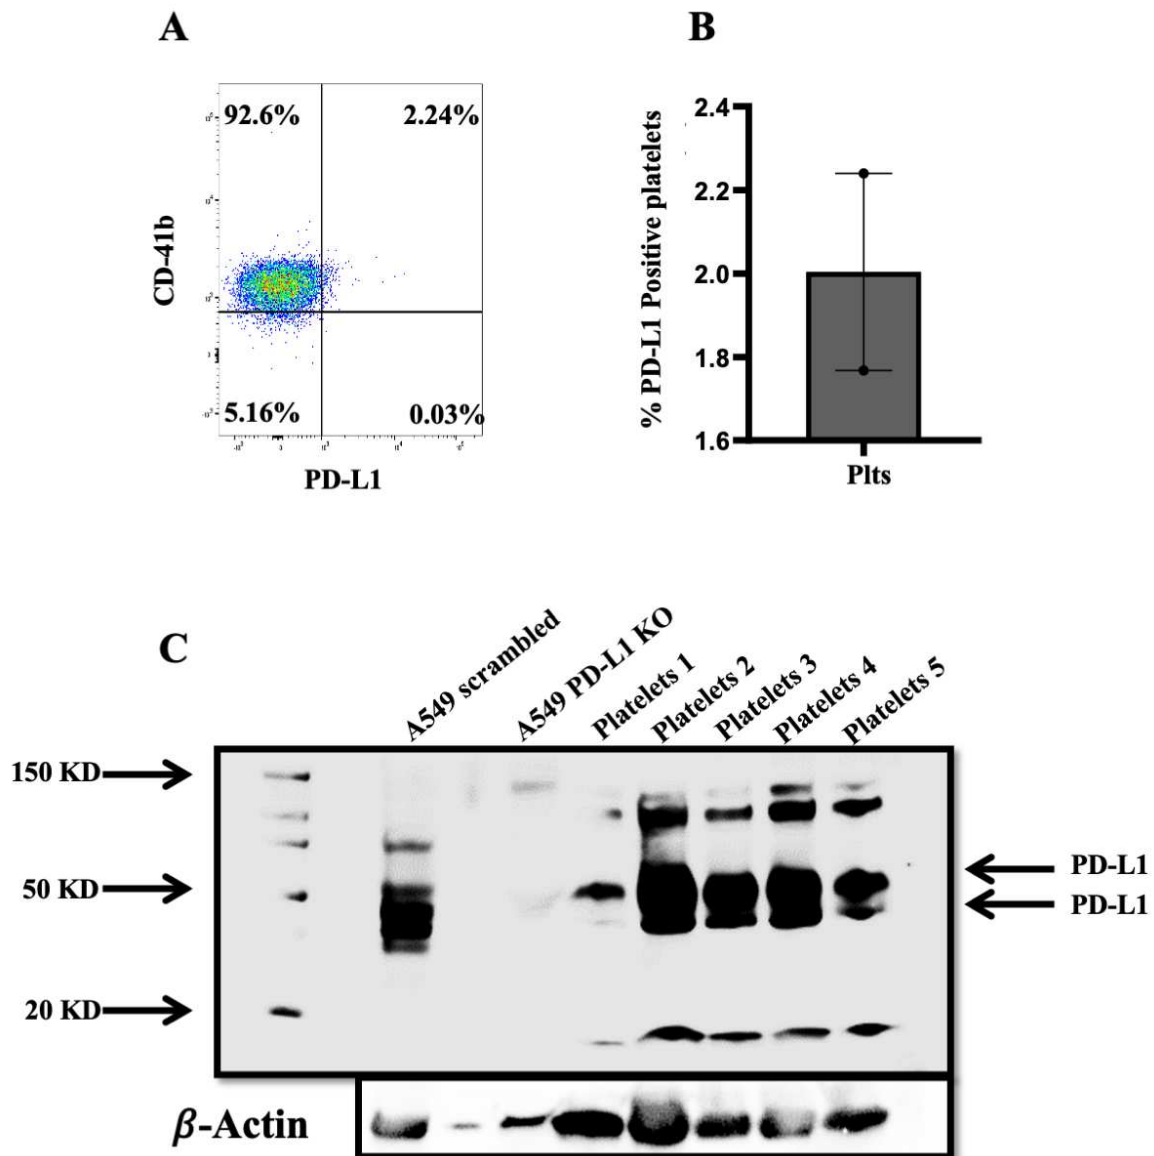 A
B
92.6%
2.24%
5.16%
0.03%
CD-41b
PD-L1
% PD-L1 Positive platelets
2.4
2.2
2.0
1.8
1.6
Plts
C
A549 scrambled
A549 PD-L1 KO
Platelets 1
Platelets 2
Platelets 3
Platelets 4
Platelets 5
150 KD
50 KD
20 KD
PD-L1
PD-L1
β-Actin